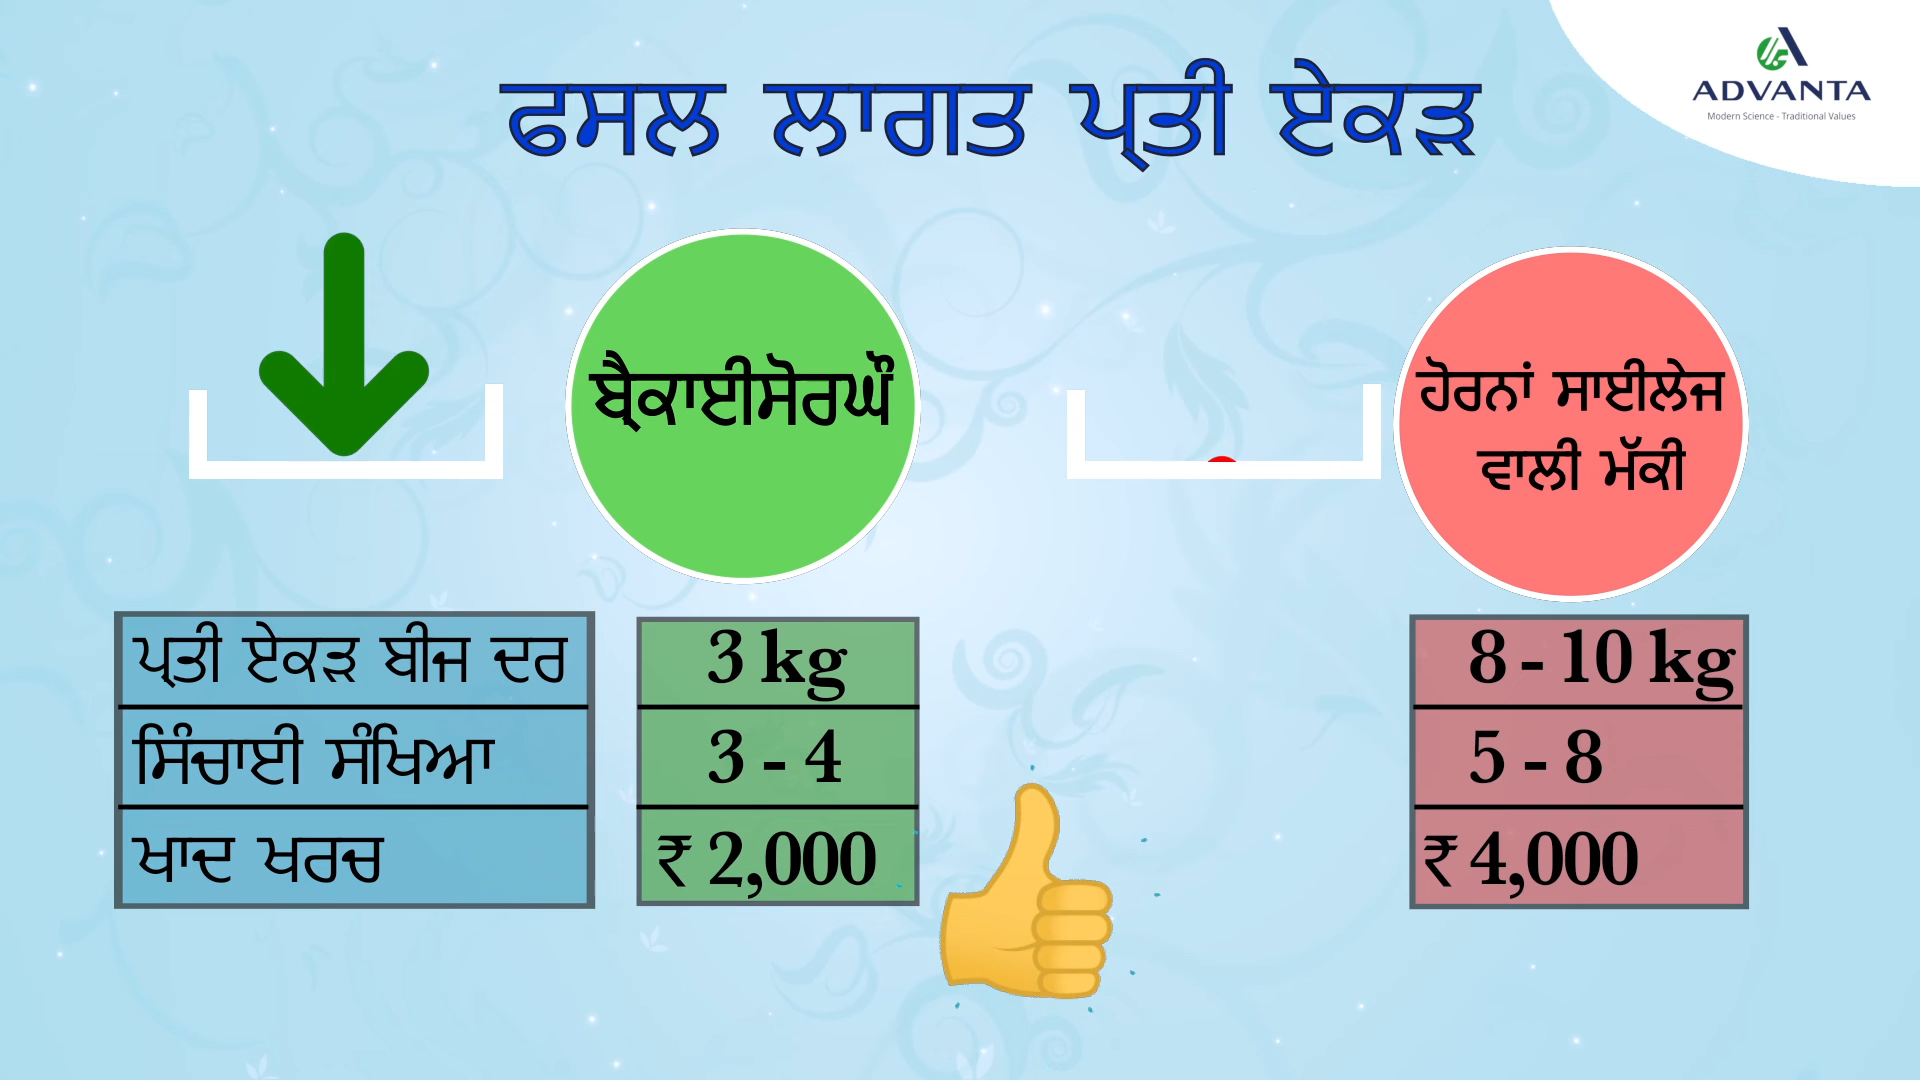 ਫਸਲ ਲਾਗਤ ਪ੍ਰਤੀ ਏਕੜ
ADVANTA
Modern Science - Traditional Values
ਬ੍ਰੈਕਾਈਸੋਰਘੌ
ਹੋਰਨਾਂ ਸਾਈਲੇਜ
ਵਾਲੀ ਮੱਕੀ
ਪ੍ਰਤੀ ਏਕੜ ਬੀਜ ਦਰ 3 kg 8 - 10 kg
ਸਿੰਚਾਈ ਸੰਖਿਆ 3 - 4 5 - 8
ਖਾਦ ਖਰਚ ₹ 2,000 ₹ 4,000